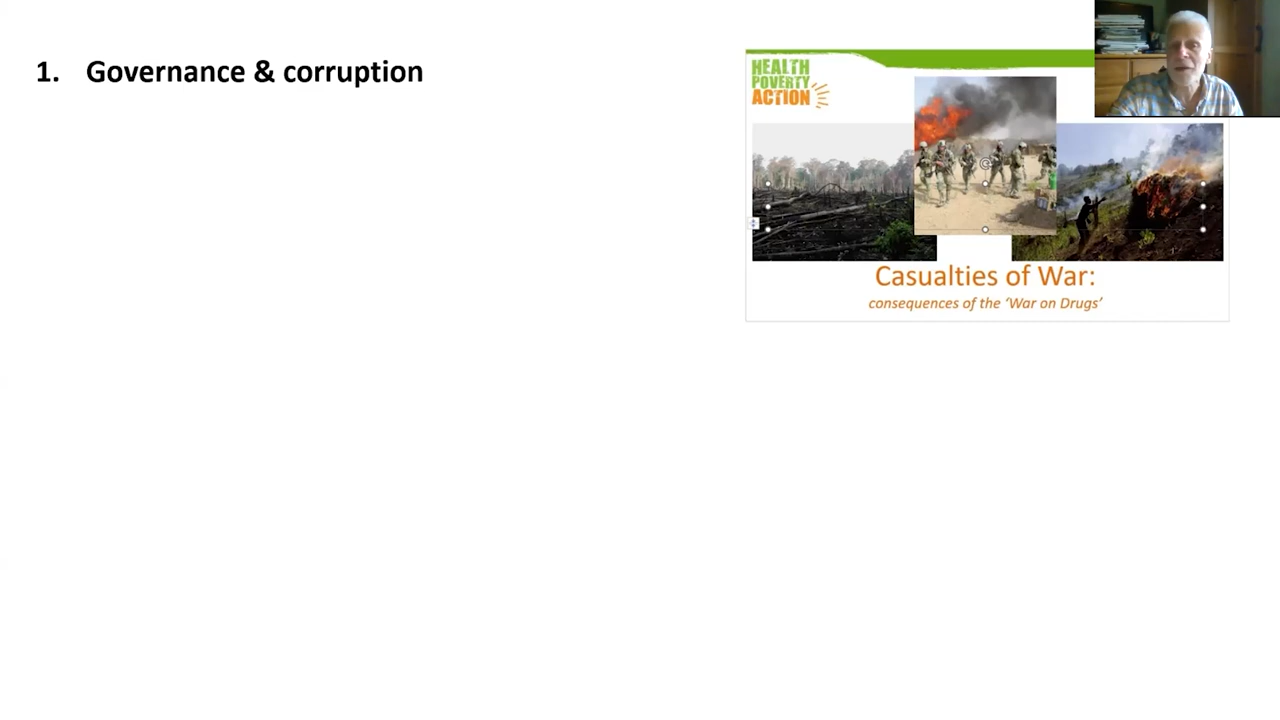 1. Governance & corruption
HEALTH
POVERTY
ACTION
Casualties of War:
consequences of the ‘War on Drugs’